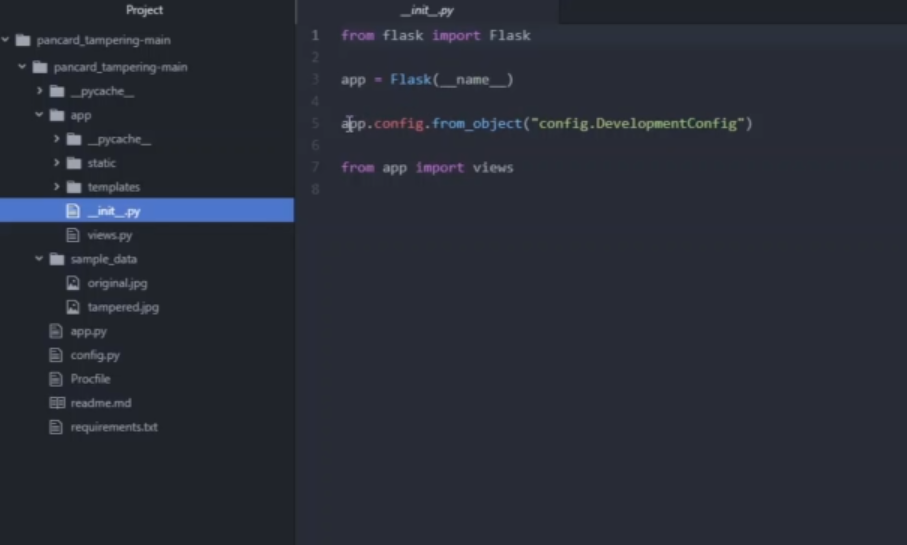 Project
pancard_tampering-main
pancard_tampering-main
__pycache__
app
__pycache__
static
templates
__init__.py
views.py
sample_data
original.jpg
tampered.jpg
app.py
config.py
Procfile
readme.md
requirements.txt
__init__.py
1 from flask import Flask
2
3 app = Flask(__name__)
4
5 app.config.from_object("config.DevelopmentConfig")
6
7 from app import views
8